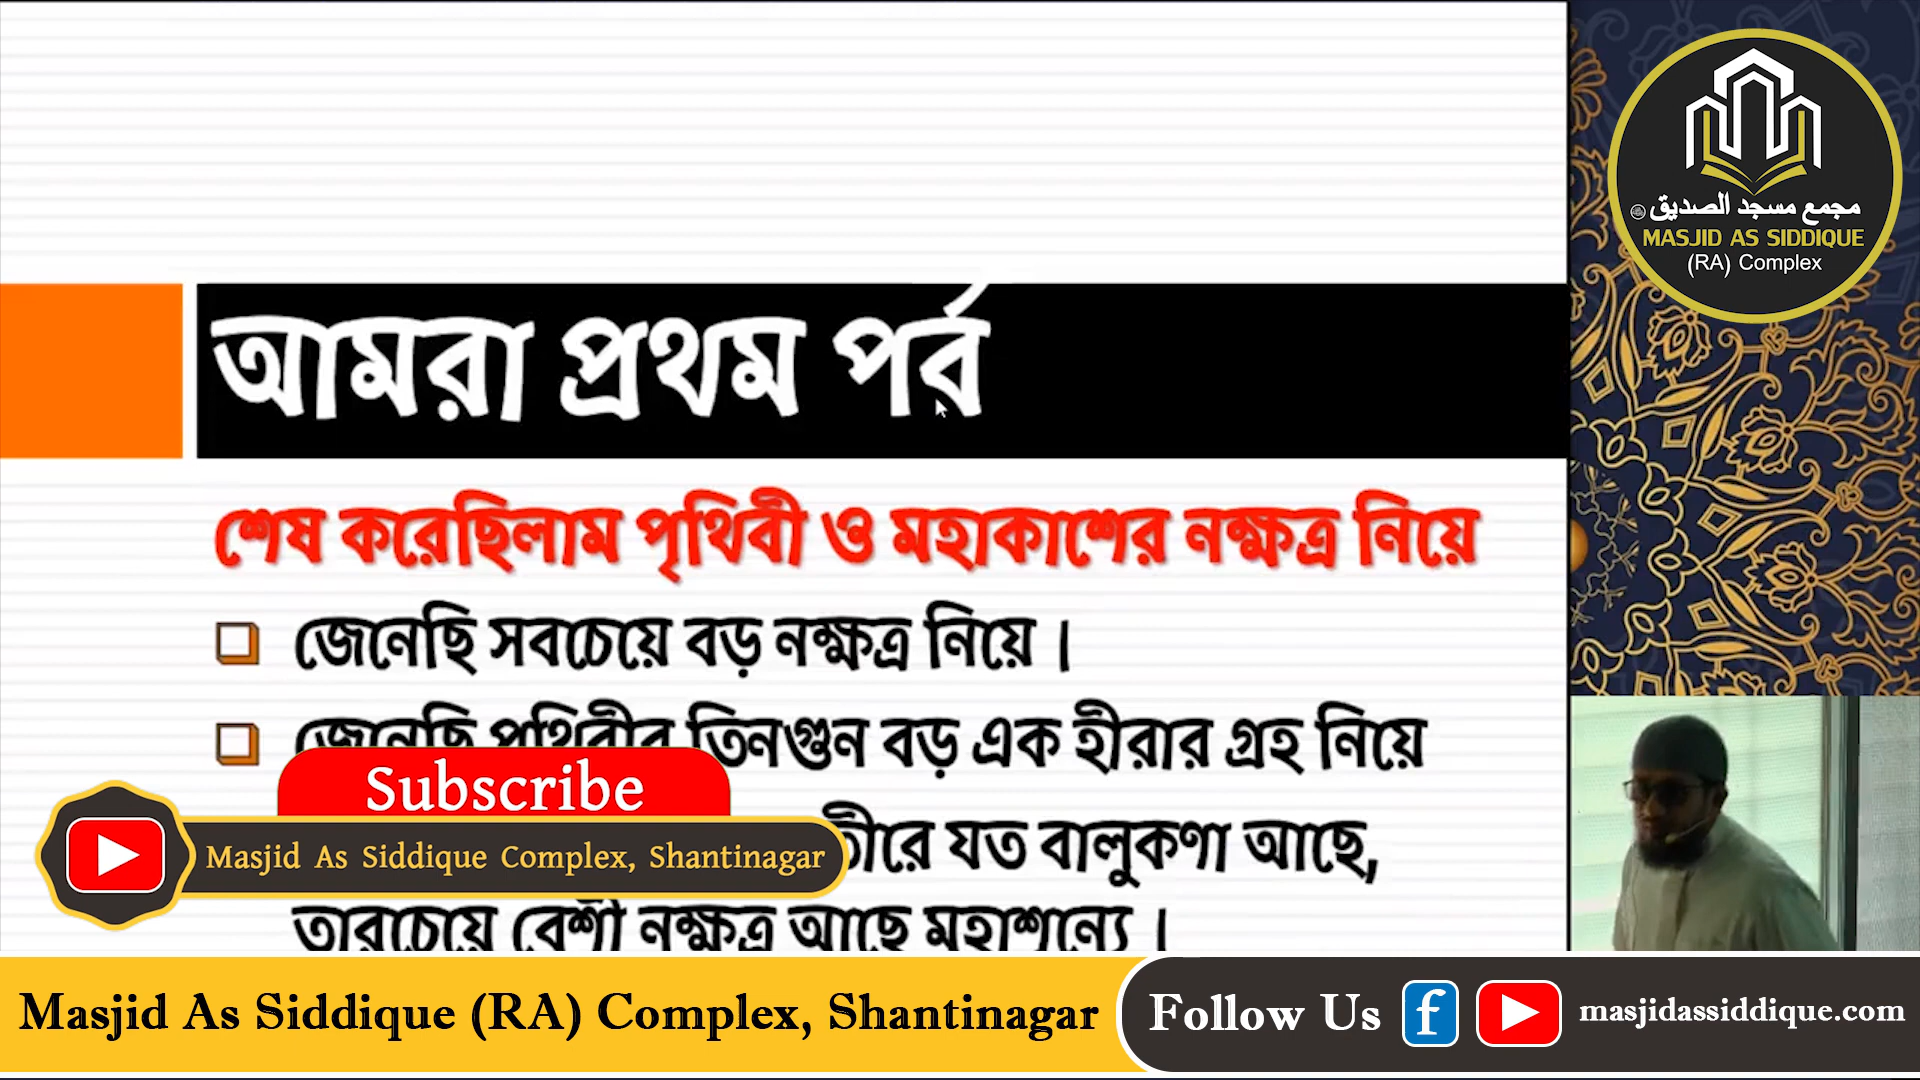 আমরা প্রথম পর্ব
শেষ করেছিলাম পৃথিবী ও মহাকাশের নক্ষত্র নিয়ে
জেনেছি সবচেয়ে বড় নক্ষত্র নিয়ে।
জেনেছি পৃথিবীর তিনগুন বড় এক হীরার গ্রহ নিয়ে
তীরে যত বালুকণা আছে,
তারচেয়ে বেশী নক্ষত্র আছে মহাশূন্যে।
Subscribe
Masjid As Siddique Complex, Shantinagar
مجمع مسجد الصديق
MASJID AS SIDDIQUE
(RA) Complex
Masjid As Siddique (RA) Complex, Shantinagar
Follow Us
masjidassiddique.com